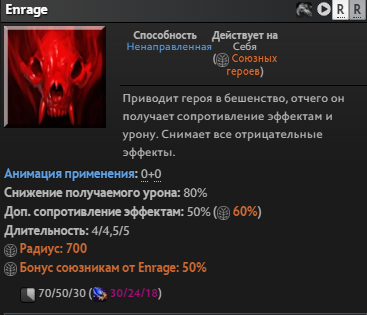 Enrage
R R
Способность
Ненаправленная
Действует на
Себя
(Союзных
героев)
Приводит героя в бешенство, отчего он
получает сопротивление эффектам и
урону. Снимает все отрицательные
эффекты.
Анимация применения: 0+0
Снижение получаемого урона: 80%
Доп. сопротивление эффектам: 50% (60%)
Длительность: 4/4,5/5
Радиус: 700
Бонус союзникам от Enrage: 50%
70/50/30 (30/24/18)